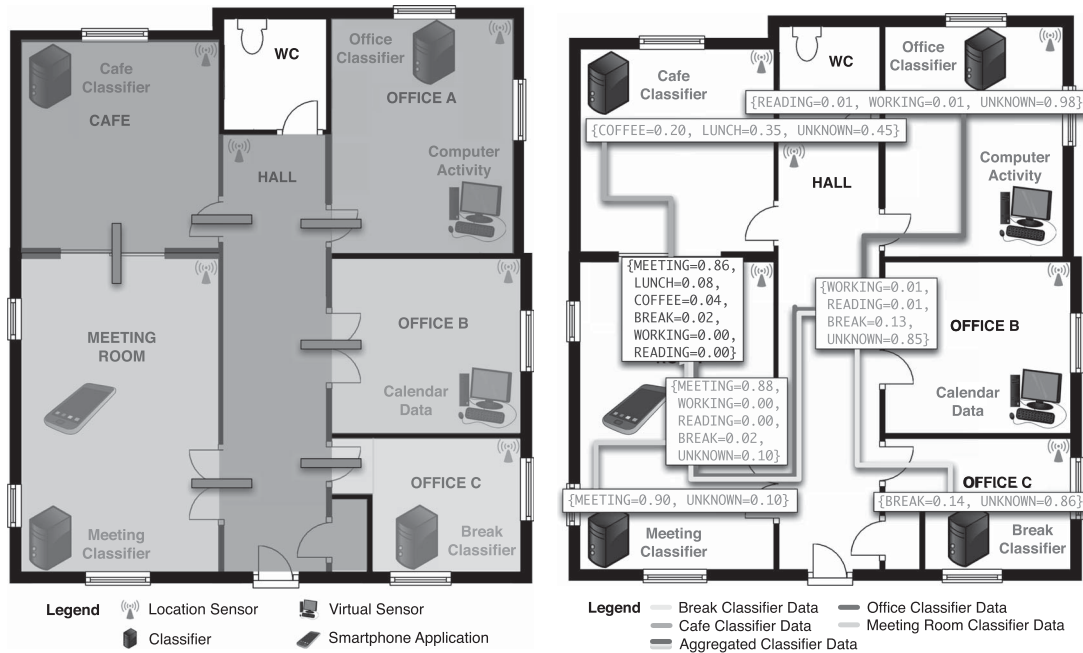 Cafe
Classifier
CAFE
WC
Office
Classifier
OFFICE A
Computer
Activity
HALL
MEETING
ROOM
OFFICE B
Calendar
Data
OFFICE C
Meeting
Classifier
Break
Classifier
Legend
Location Sensor
Virtual Sensor
Classifier
Smartphone Application
Cafe
Classifier
WC
Office
Classifier
{READING=0.01, WORKING=0.01, UNKNOWN=0.98}
{COFFEE=0.20, LUNCH=0.35, UNKNOWN=0.45}
Computer
Activity
HALL
{MEETING=0.86,
LUNCH=0.08,
COFFEE=0.04,
BREAK=0.02,
WORKING=0.00,
READING=0.00}
{WORKING=0.01,
READING=0.01,
BREAK=0.13,
UNKNOWN=0.85}
OFFICE B
{MEETING=0.88,
WORKING=0.00,
READING=0.00,
BREAK=0.02,
UNKNOWN=0.10}
Calendar
Data
OFFICE C
{MEETING=0.90, UNKNOWN=0.10}
{BREAK=0.14, UNKNOWN=0.86}
Meeting
Classifier
Break
Classifier
Legend
Break Classifier Data
Office Classifier Data
Cafe Classifier Data
Meeting Room Classifier Data
Aggregated Classifier Data